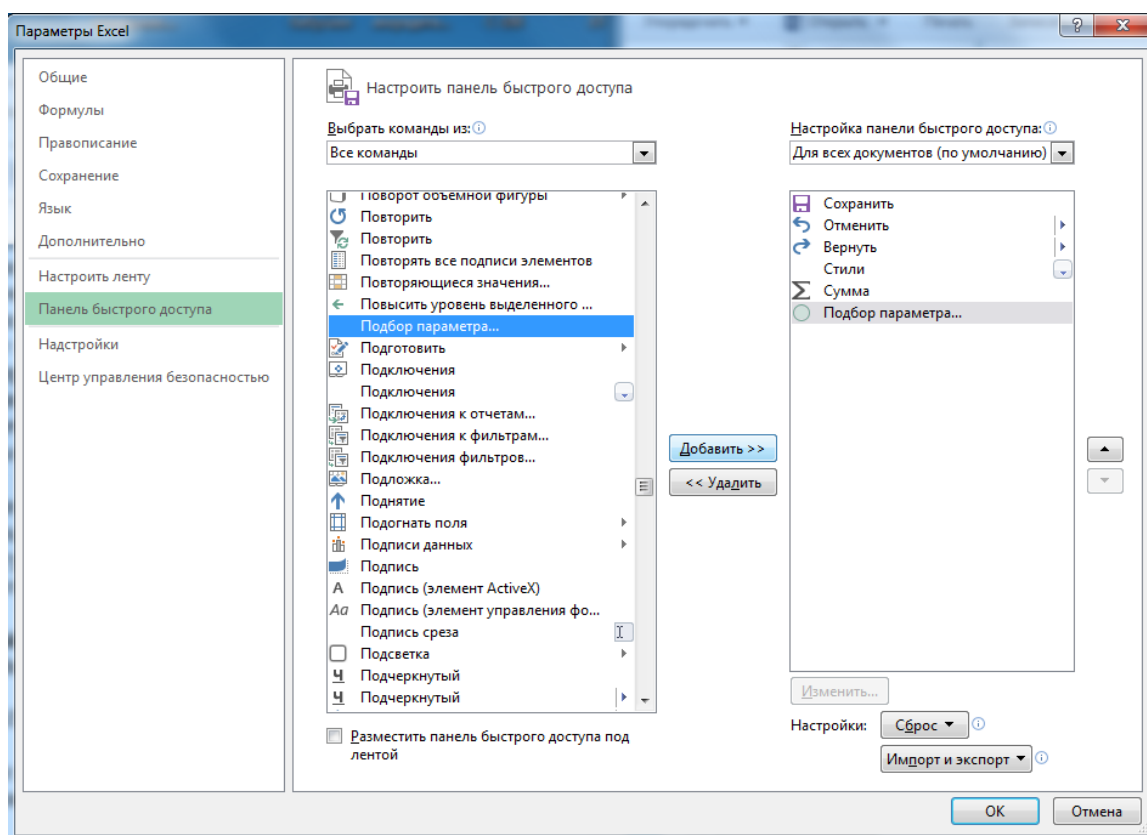 Параметры Excel
Общие
Формулы
Правописание
Сохранение
Язык
Дополнительно
Настроить ленту
Панель быстрого доступа
Надстройки
Центр управления безопасностью
Настроить панель быстрого доступа
Выбрать команды из:
Все команды
Поворот объемной фигуры
Повторить
Повторить
Повторять все подписи элементов
Повторяющиеся значения...
Повысить уровень выделенного ...
Подбор параметра...
Подготовить
Подключения
Подключения
Подключения к отчетам...
Подключения к фильтрам...
Подключения фильтров...
Подложка...
Поднятие
Подогнать поля
Подписи данных
Подпись
A Подпись (элемент ActiveX)
Aa Подпись (элемент управления фо...
Подпись среза
Подсветка
Ч Подчеркнутый
Ч Подчеркнутый
Разместить панель быстрого доступа под
лентой
Добавить >>
<< Удалить
Настройка панели быстрого доступа:
Для всех документов (по умолчанию)
Сохранить
Отменить
Вернуть
Стили
Σ Сумма
Подбор параметра...
Изменить...
Настройки: Сброс
Импорт и экспорт
ОК
Отмена